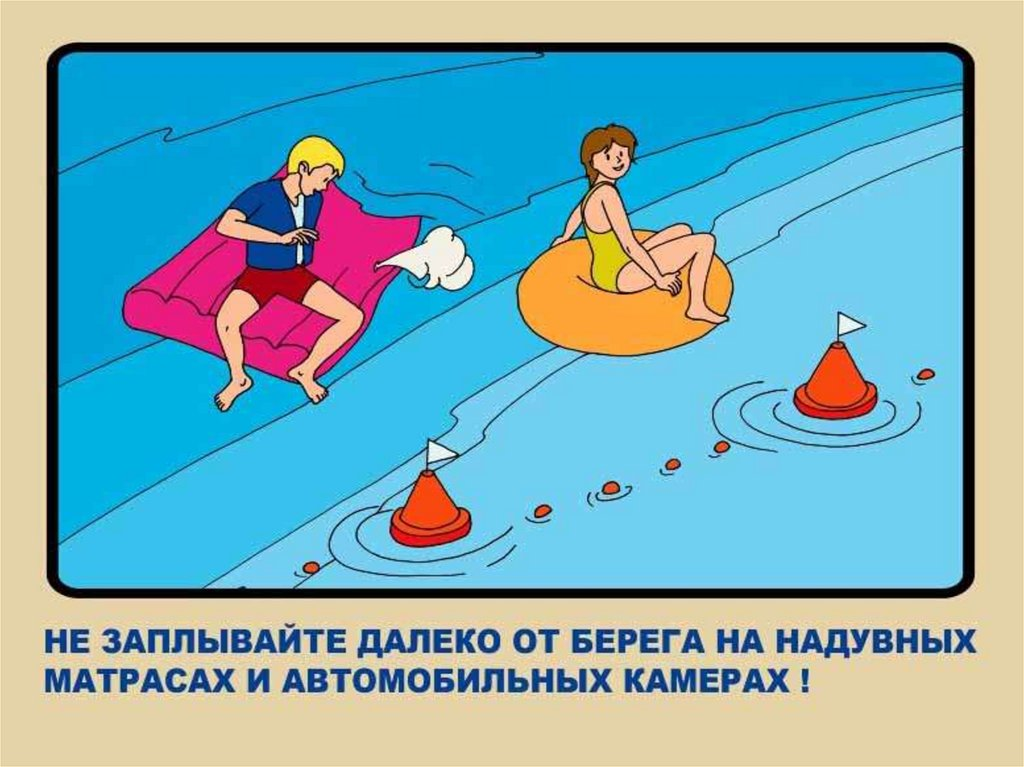 НЕ ЗАПЛЫВАЙТЕ ДАЛЕКО ОТ БЕРЕГА НА НАДУВНЫХ
МАТРАСАХ И АВТОМОБИЛЬНЫХ КАМЕРАХ !